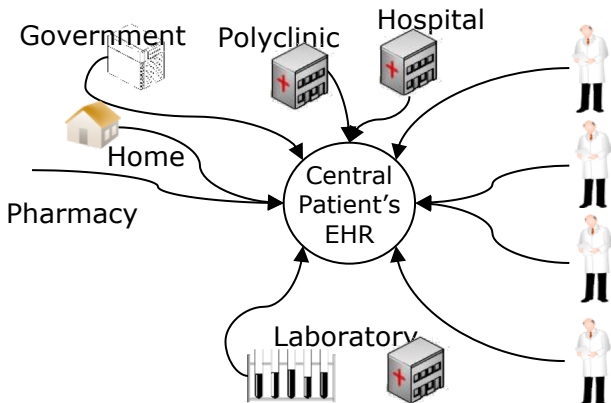 Government
Polyclinic
Hospital
Home
Pharmacy
Central
Patient's
EHR
Laboratory